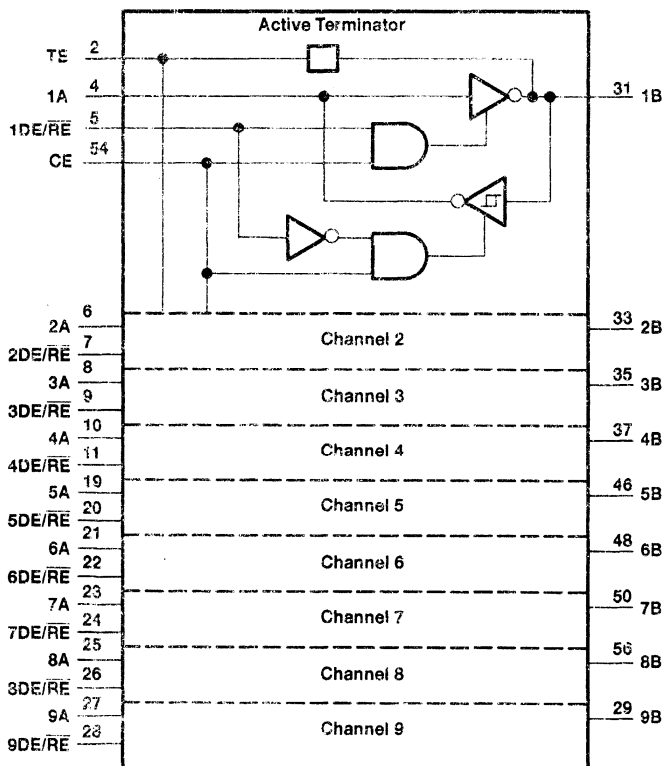 Active Terminator
TE 2
1A 4 31 1B
1DE/RE 5
CE 54
6
2A 33 2B
7 Channel 2
2DE/RE
8
3A 35 3B
9 Channel 3
3DE/RE
10
4A 37 4B
11 Channel 4
4DE/RE
19
5A 46 5B
20 Channel 5
5DE/RE
21
6A 48 6B
22 Channel 6
6DE/RE
23
7A 50 7B
24 Channel 7
7DE/RE
25
8A 56 8B
26 Channel 8
3DE/RE
27
9A 29 9B
28 Channel 9
9DE/RE